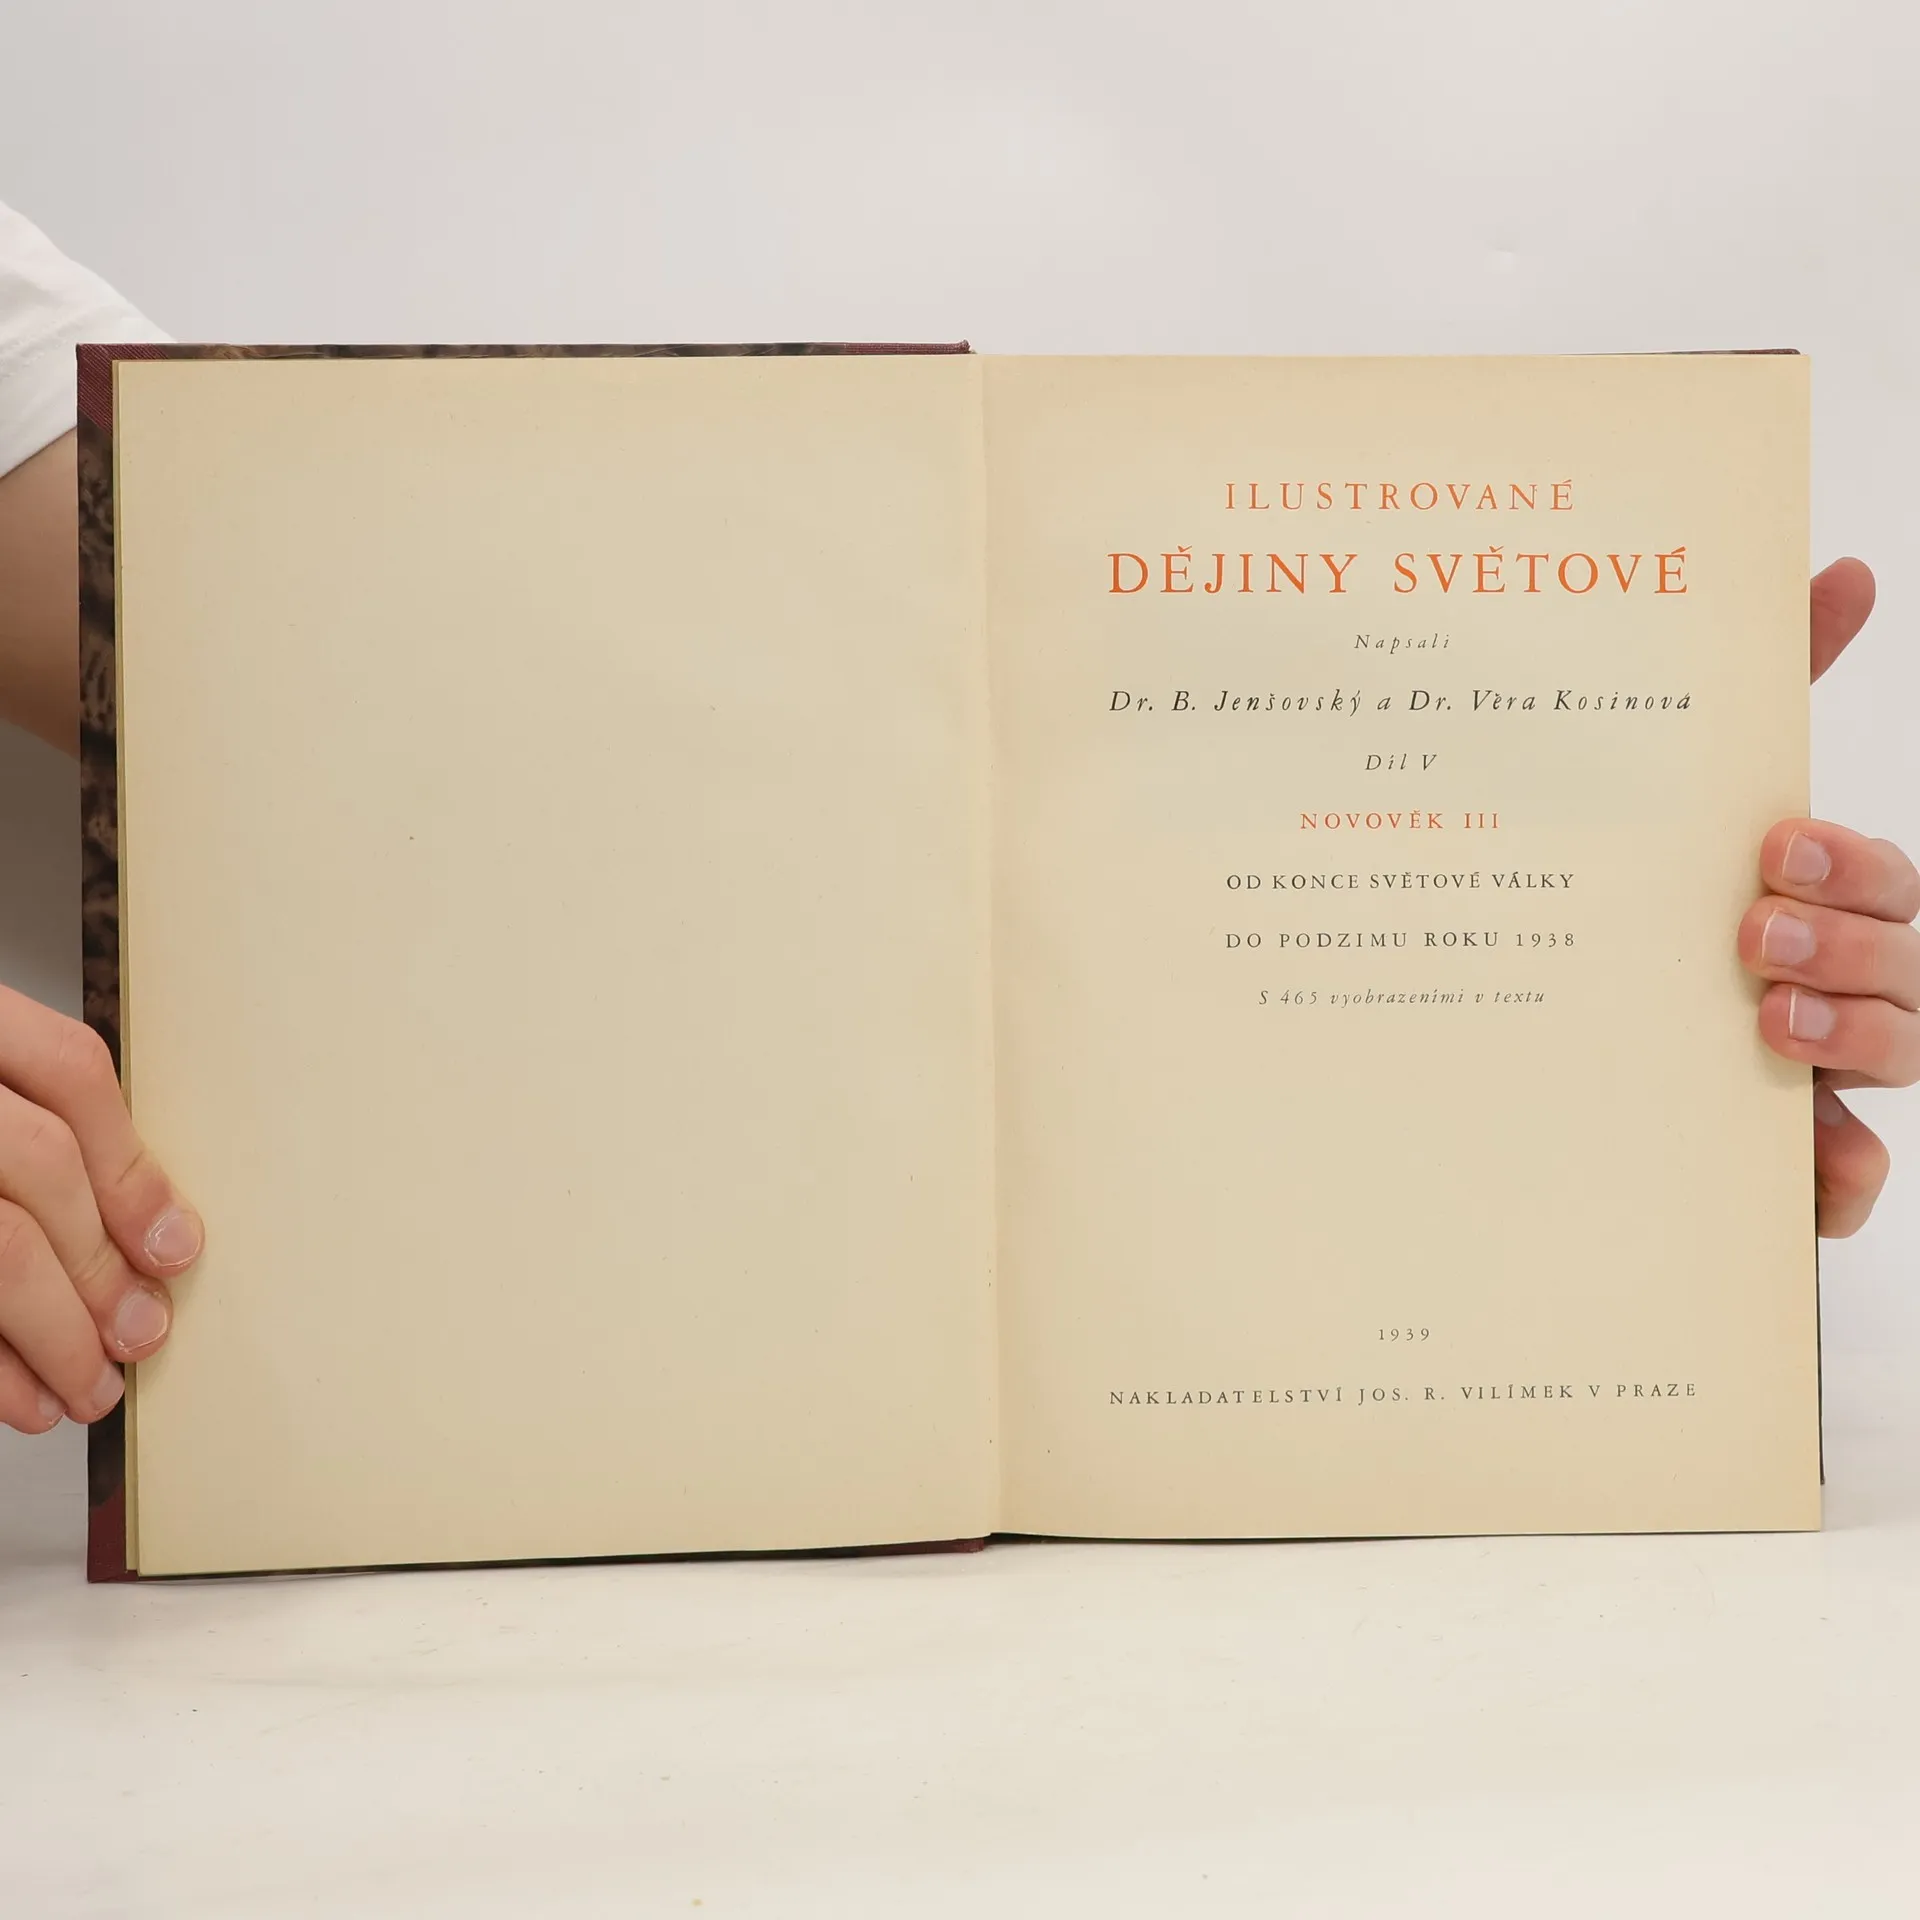 ILUSTROVANÉ
DĚJINY SVĚTOVÉ
Napsali
Dr. B. Jenšovský a Dr. Věra Kosinová
Díl V
NOVOVĚK III
OD KONCE SVĚTOVÉ VÁLKY
DO PODZIMU ROKU 1938
S 465 vyobrazeními v textu
1939
NAKLADATELSTVÍ JOS. R. VILÍMEK V PRAZE